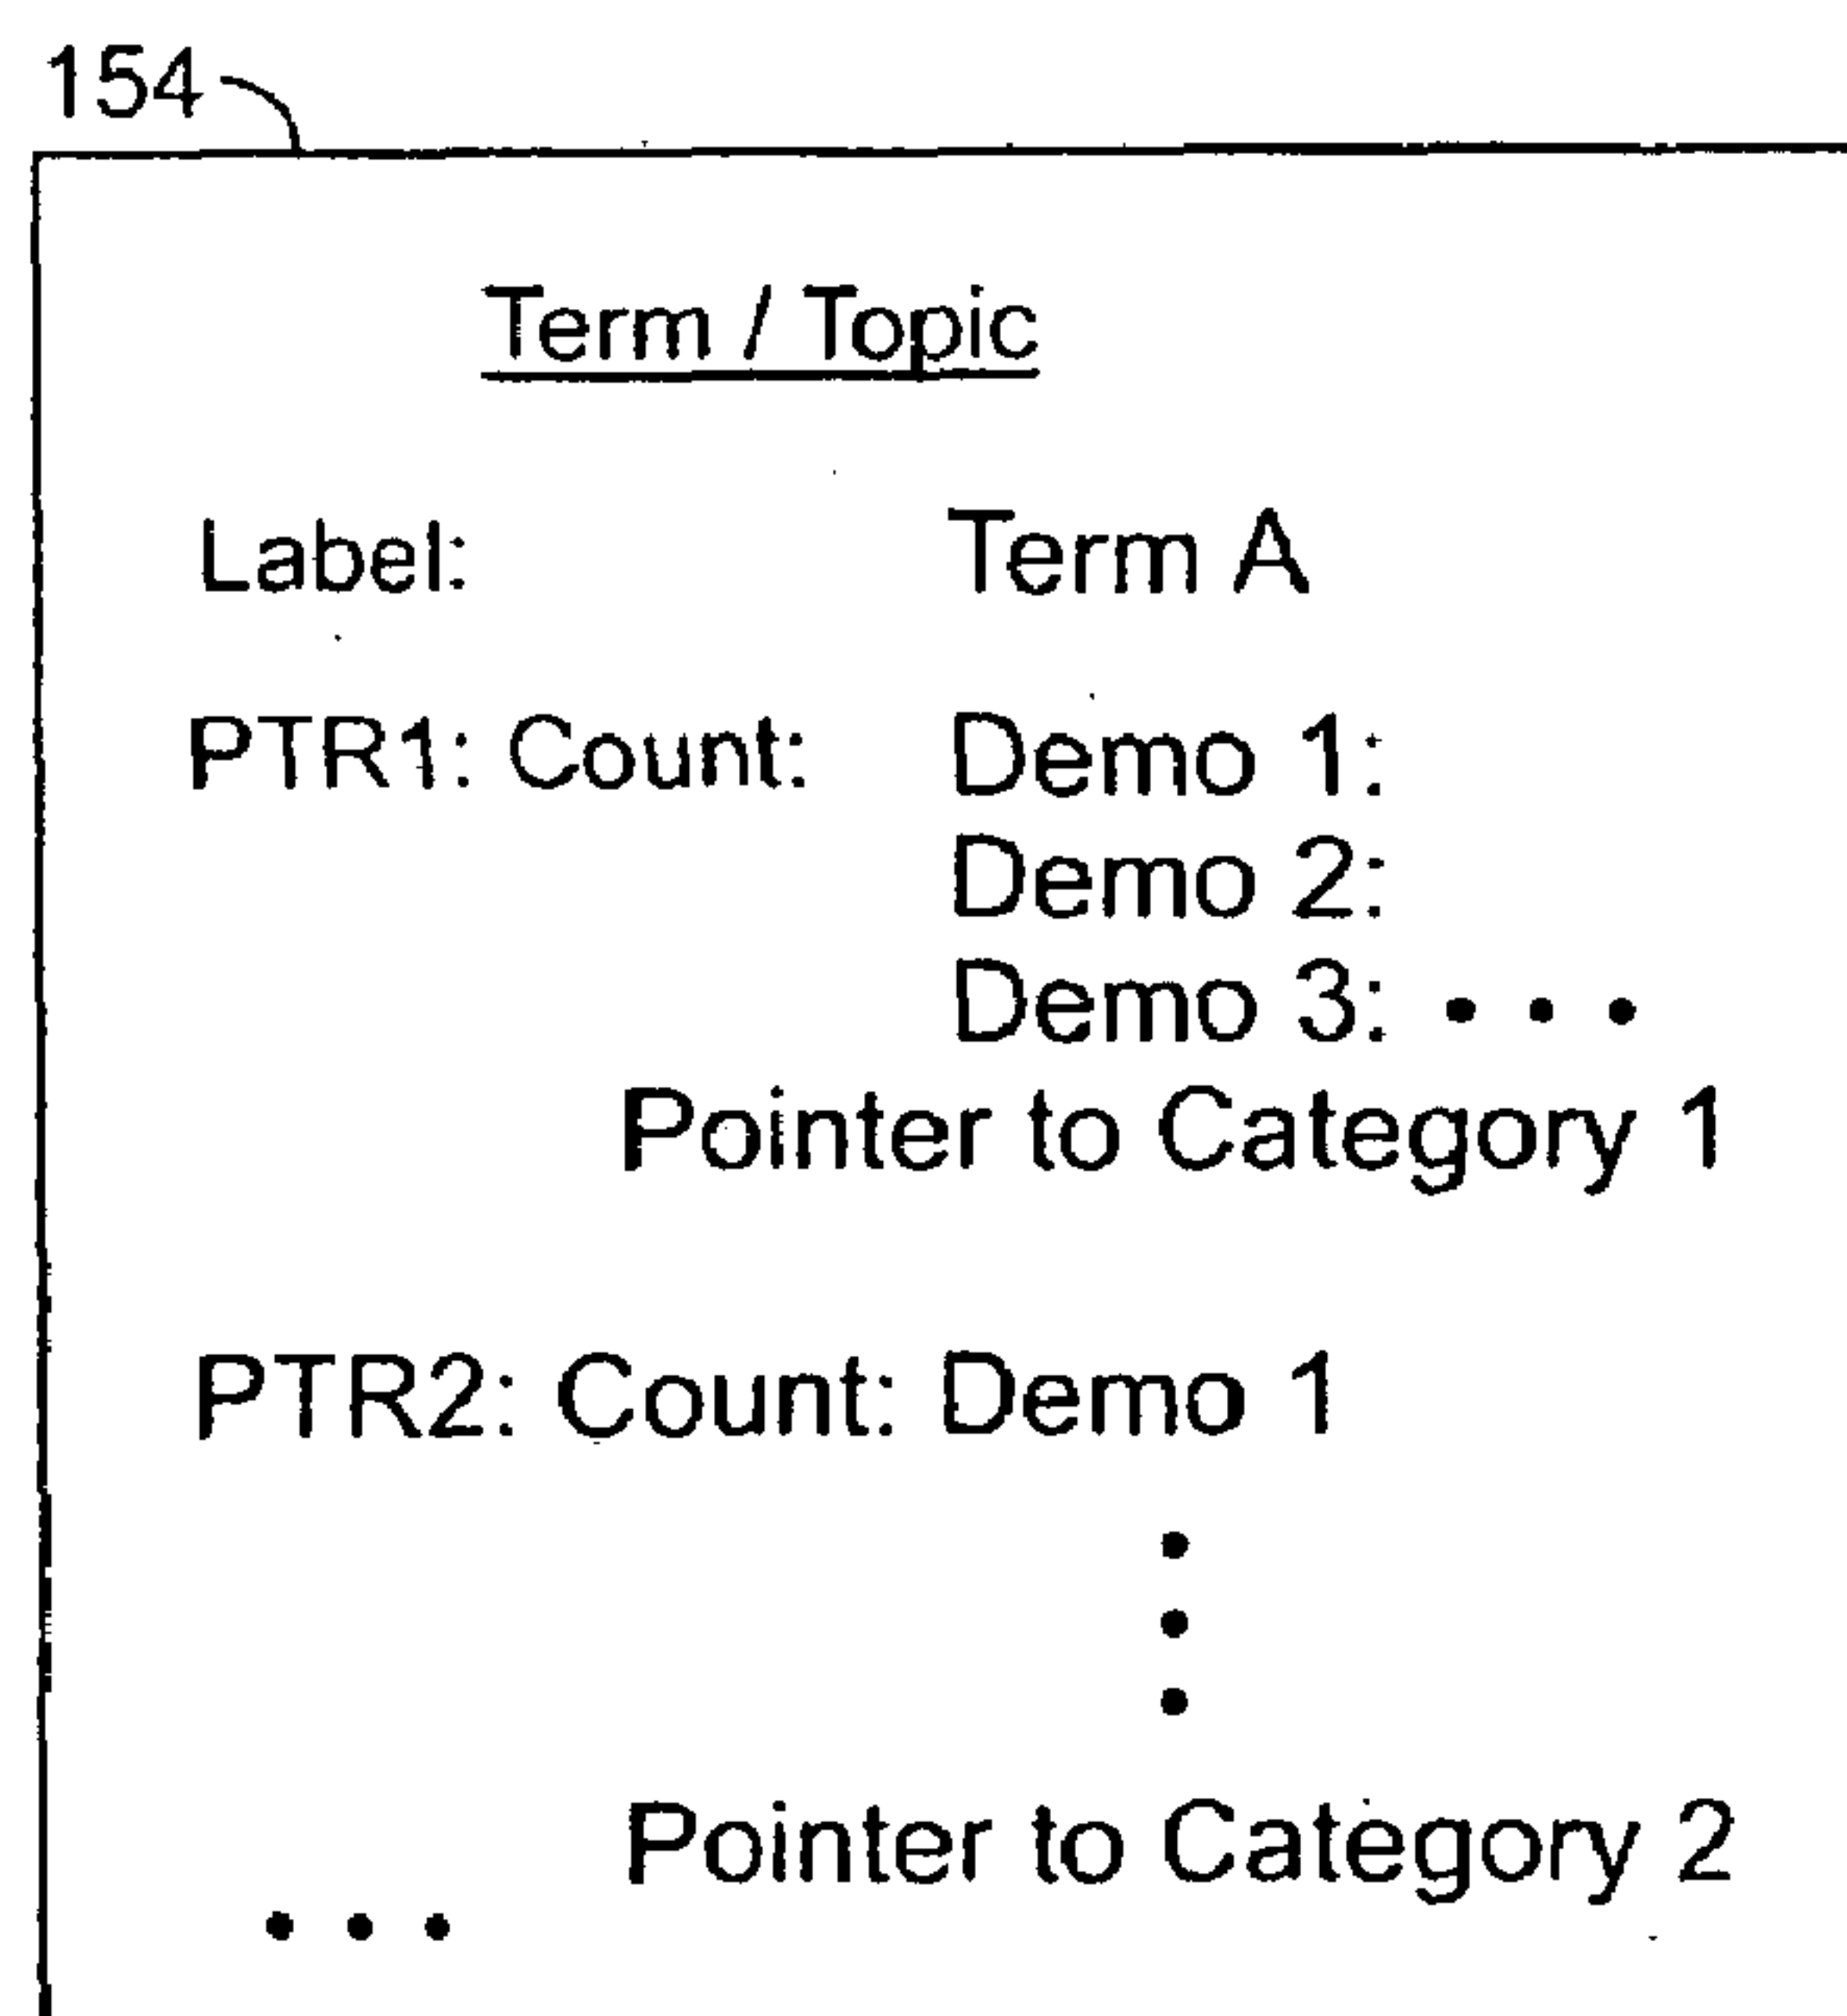 154
Term / Topic
Label: Term A
PTR1: Count: Demo 1:
Demo 2:
Demo 3: • • •
Pointer to Category 1
PTR2: Count: Demo 1
•
•
•
Pointer to Category 2
• • •